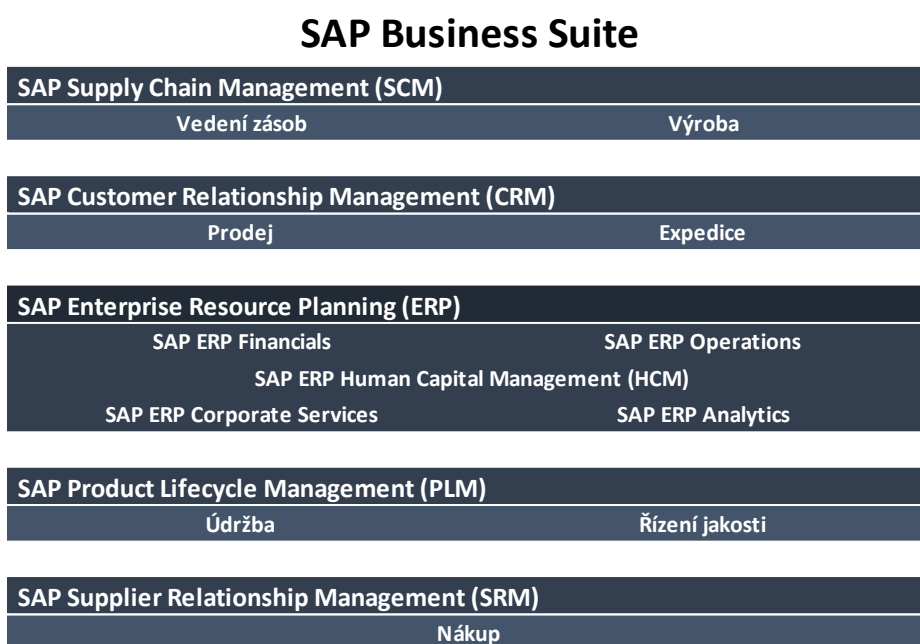 SAP Business Suite
SAP Supply Chain Management (SCM)
Vedení zásob Výroba
SAP Customer Relationship Management (CRM)
Prodej Expedice
SAP Enterprise Resource Planning (ERP)
SAP ERP Financials SAP ERP Operations
SAP ERP Human Capital Management (HCM)
SAP ERP Corporate Services SAP ERP Analytics
SAP Product Lifecycle Management (PLM)
Údržba Řízení jakosti
SAP Supplier Relationship Management (SRM)
Nákup